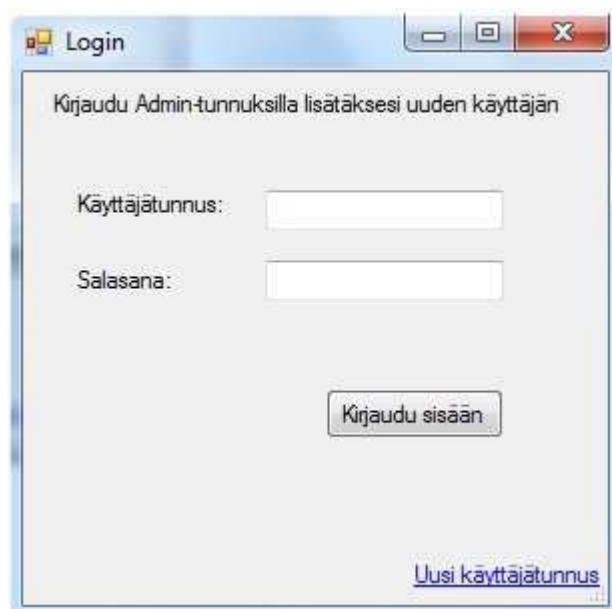 Login
Kirjaudu Admin-tunnuksilla lisätäksesi uuden käyttäjän
Käyttäjätunnus:
Salasana:
Kirjaudu sisään
Uusi käyttäjätunnus